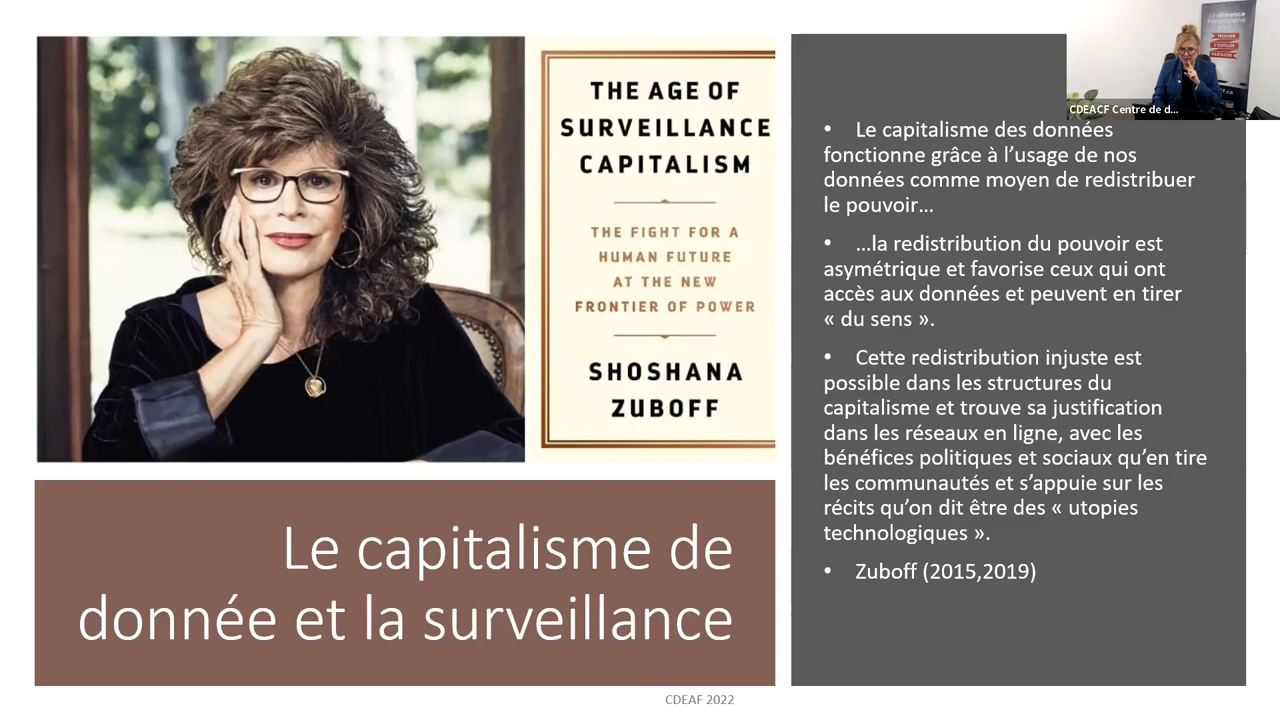 THE AGE OF
SURVEILLANCE
CAPITALISM
THE FIGHT FOR A
HUMAN FUTURE
AT THE NEW
FRONTIER OF POWER
SHOSHANA
ZUBOFF
Le capitalisme de
donnée et la surveillance
CDEAF 2022
CDEACF Centre de d...
TROUVER
S'OUTILLER
PARTAGER
• Le capitalisme des données
fonctionne grâce à l’usage de nos
données comme moyen de redistribuer
le pouvoir…
• …la redistribution du pouvoir est
asymétrique et favorise ceux qui ont
accès aux données et peuvent en tirer
« du sens ».
• Cette redistribution injuste est
possible dans les structures du
capitalisme et trouve sa justification
dans les réseaux en ligne, avec les
bénéfices politiques et sociaux qu’en tire
les communautés et s’appuie sur les
récits qu’on dit être des « utopies
technologiques ».
• Zuboff (2015,2019)